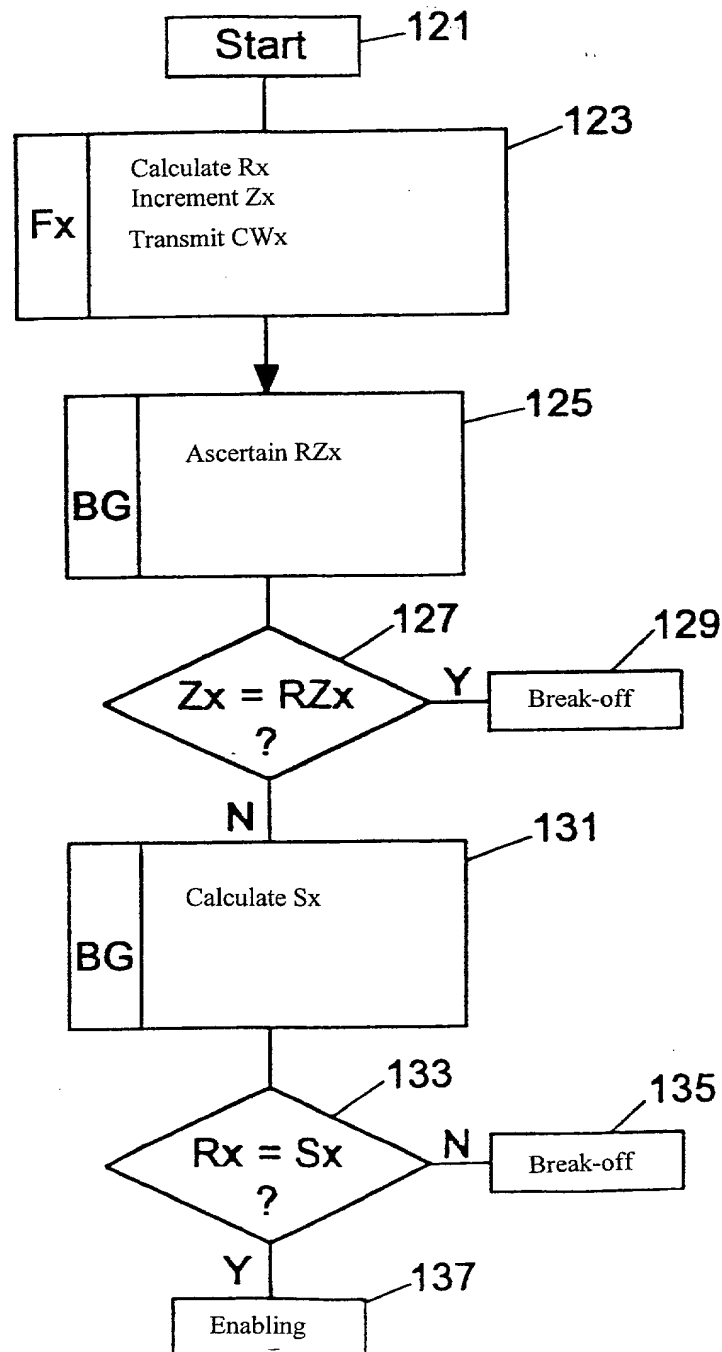 Start
121
123
Fx
Calculate Rx
Increment Zx
Transmit CWx
125
BG
Ascertain RZx
127
Zx = RZx
?
Y
129
Break-off
N
131
BG
Calculate Sx
133
Rx = Sx
?
N
135
Break-off
Y
137
Enabling